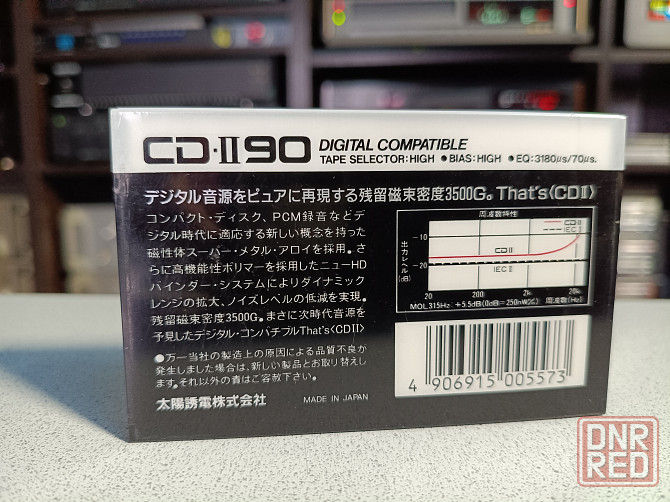 CD・II 90 DIGITAL COMPATIBLE
TAPE SELECTOR:HIGH ●BIAS:HIGH ●EQ:3180μs/70μs.
デジタル音源をピュアに再現する残留磁束密度3500G。That's〈CDII〉
コンパクト・ディスク、PCM録音などデ
ジタル時代に適応する新しい概念を持った
磁性体スーパー・メタル・アロイを採用。さ
らに高機能性ポリマーを採用したニューHD
バインダー・システムによりダイナミック
レンジの拡大、ノイズレベルの低減を実現。
残留磁束密度3500G。まさに次時代音源を
予見したデジタル・コンパチブルThat's〈CDII〉
●万一当社の製造上の原因による品質不良が
発生しました場合は、新しい製品とお取り替えし
ます。それ以外の責はご容赦下さい。
太陽誘電株式会社 MADE IN JAPAN
周波数特性
CDII
IEC II
出力レベル(dB)
-10
-20
CDII
IEC II
20 200 2k 20k
MOL315Hz:+5.5dB(0dB=250nWb/m) 周波数(Hz)
4 906915 005573
DNR
RED